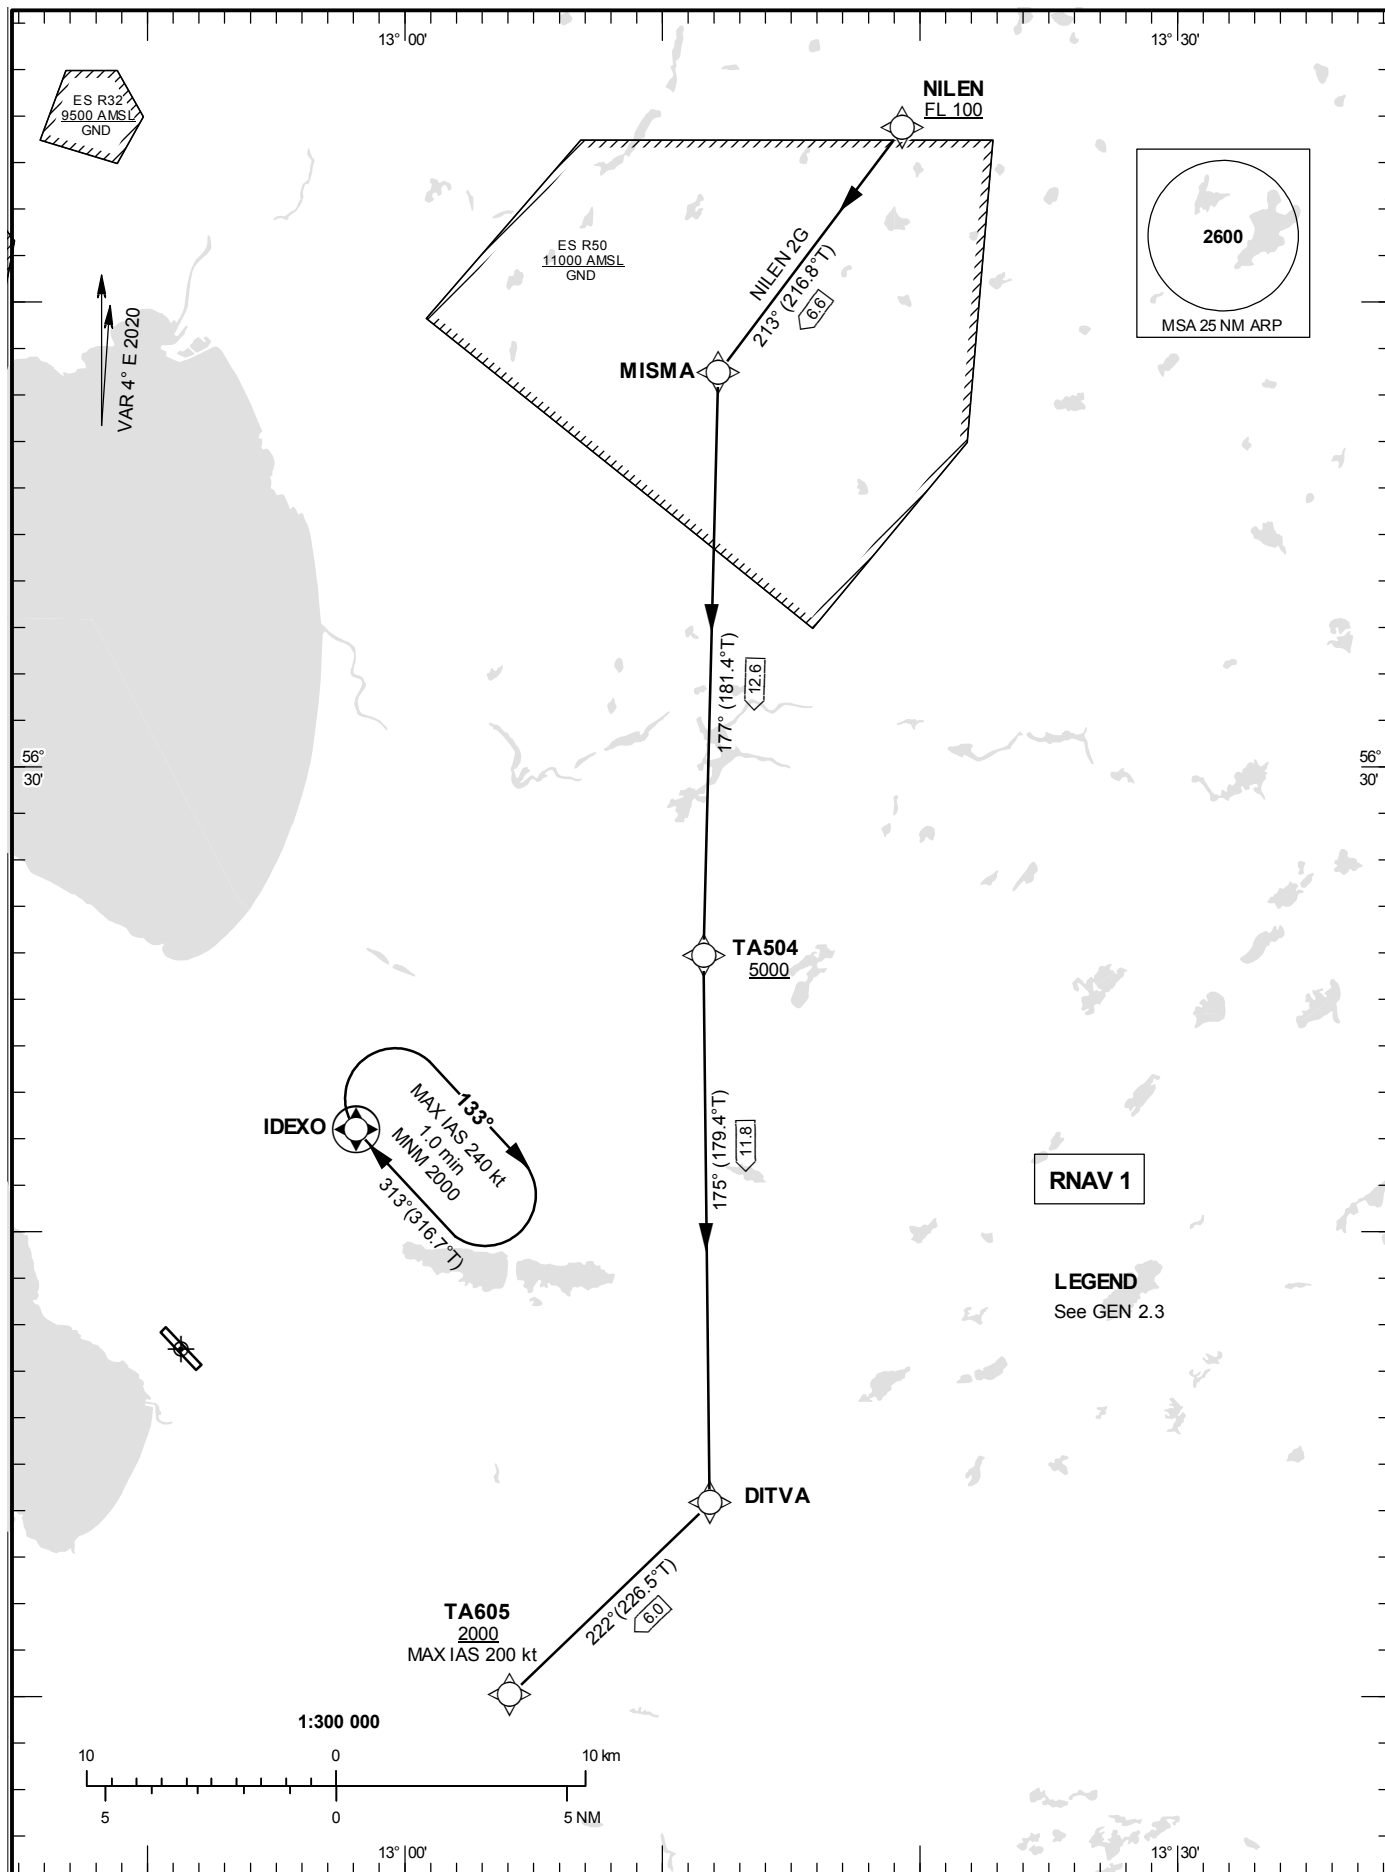 13° 00'
13° 30'
NILEN
FL 100
ES R32
9500 AMSL
GND
2600
MSA 25 NM ARP
ES R50
11000 AMSL
GND
NILEN 2G
213° (216.8°T)
6.6
VAR 4° E 2020
MISMA
177° (181.4°T)
12.6
56°
30'
56°
30'
TA504
5000
IDEXO
133°
MAX IAS 240 kt
1.0 min
MNM 2000
313°(316.7°T)
175° (179.4°T)
11.8
RNAV 1
LEGEND
See GEN 2.3
DITVA
222°(226.5°T)
6.0
TA605
2000
MAX IAS 200 kt
1:300 000
10 0 10 km
5 0 5 NM
13° 00'
13° 30'